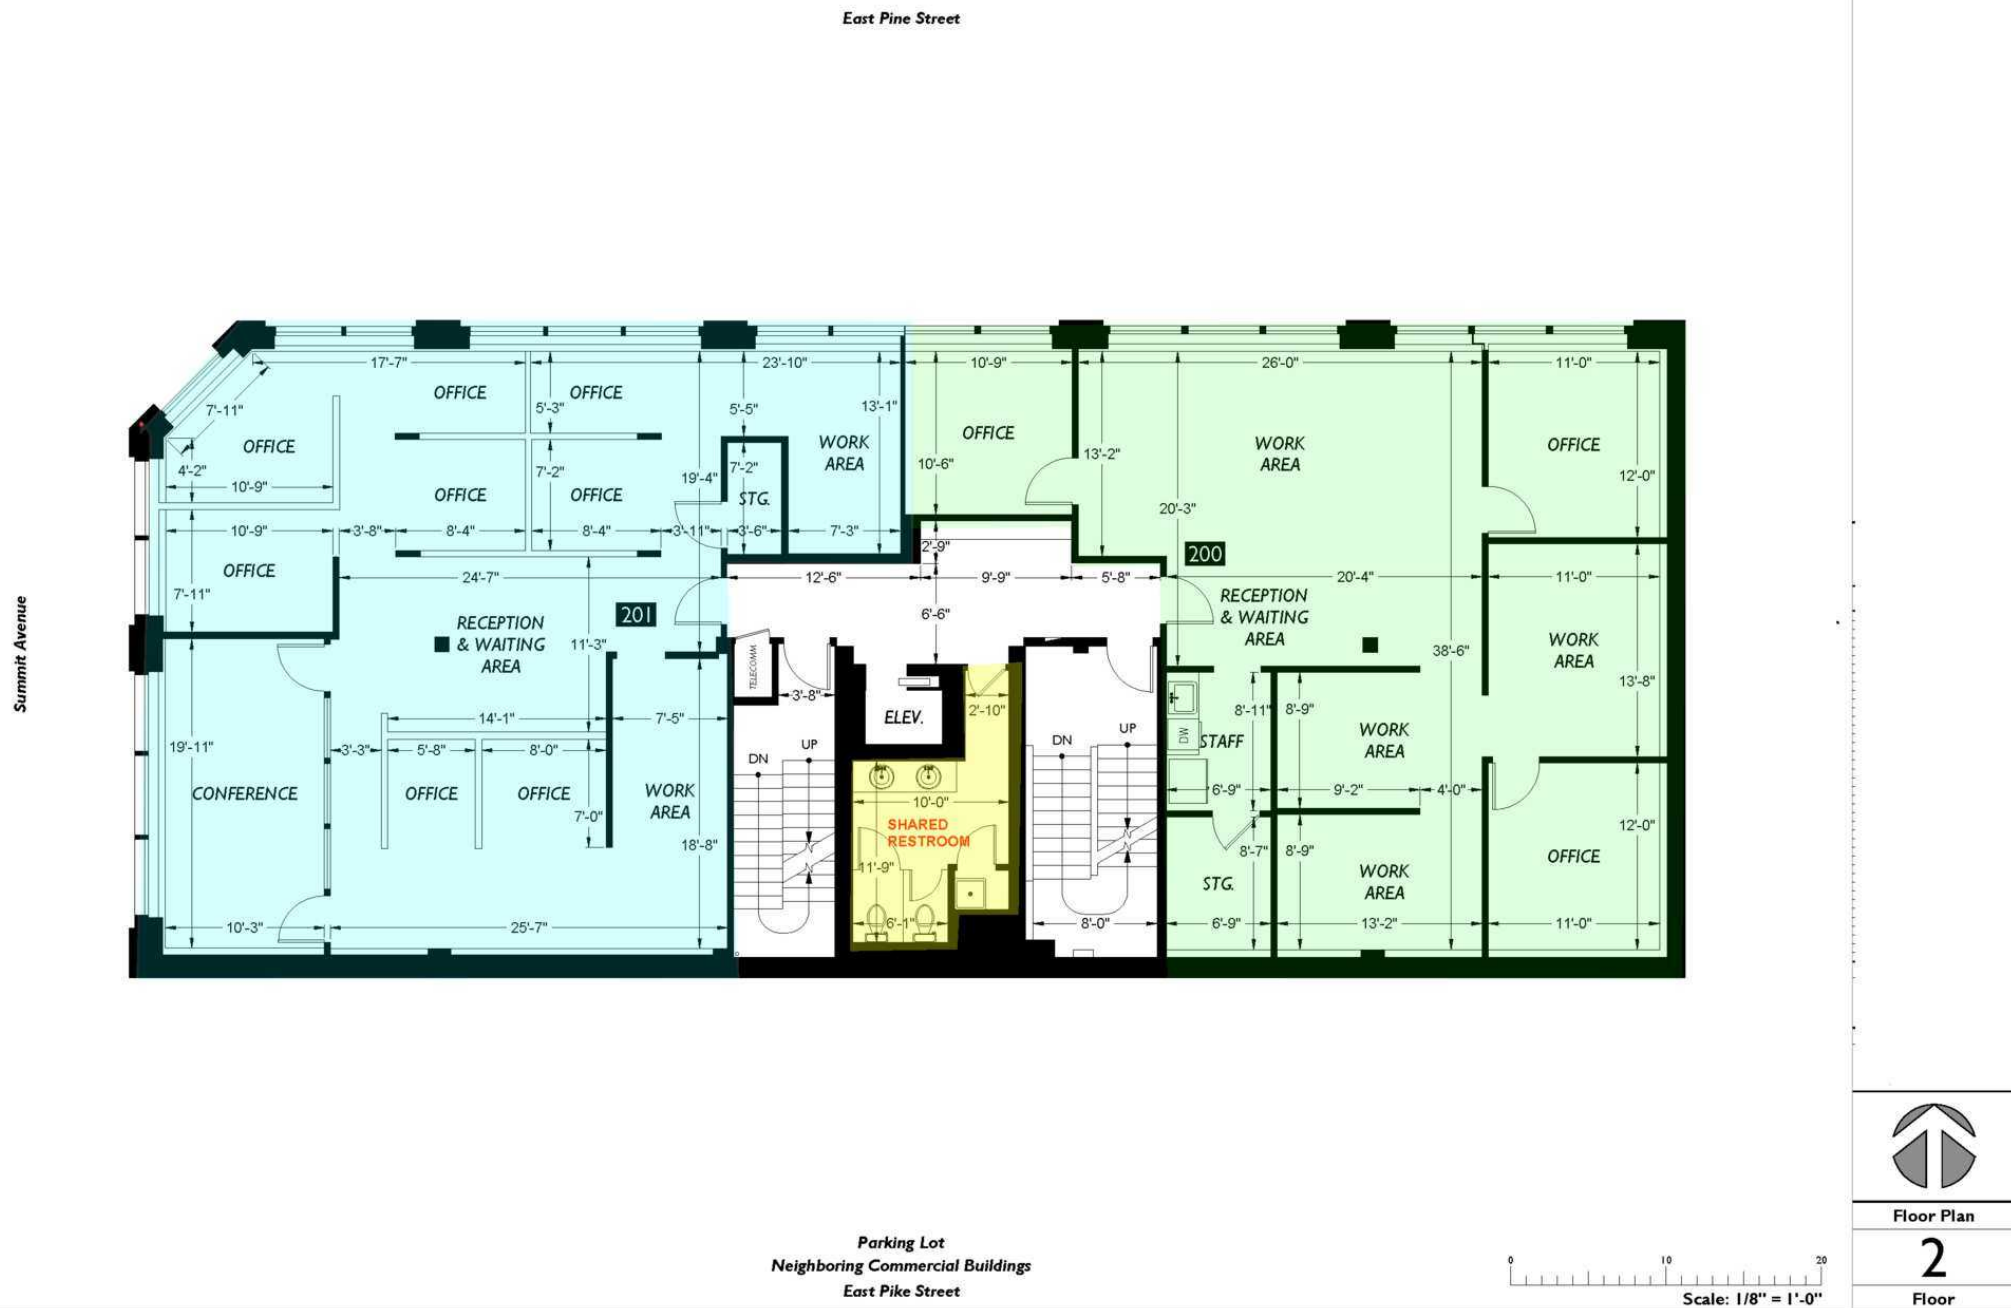 East Pine Street
17'-7"
23'-10"
10'-9"
26'-0"
11'-0"
OFFICE
OFFICE
5'-3"
5'-5"
13'-1"
7'-11"
OFFICE
OFFICE
WORK
AREA
WORK
AREA
OFFICE
4'-2"
10'-6"
13'-2"
10'-9"
OFFICE
7'-2"
OFFICE
19'-4"
7'-2"
STG.
12'-0"
20'-3"
10'-9"
3'-8"
8'-4"
8'-4"
3'-11"
3'-6"
7'-3"
2'-9"
200
OFFICE
24'-7"
12'-6"
9'-9"
5'-8"
20'-4"
11'-0"
7'-11"
201
6'-6"
RECEPTION
& WAITING
AREA
11'-3"
RECEPTION
& WAITING
AREA
WORK
AREA
38'-6"
Summit Avenue
TELECOMM.
3'-8"
13'-8"
14'-1"
7'-5"
ELEV.
2'-10"
8'-11"
8'-9"
19'-11"
3'-3"
5'-8"
8'-0"
DN
UP
DN
UP
DW
STAFF
WORK
AREA
CONFERENCE
OFFICE
OFFICE
WORK
AREA
10'-0"
6'-9"
9'-2"
4'-0"
7'-0"
SHARED
RESTROOM
12'-0"
18'-8"
11'-9"
8'-7"
8'-9"
OFFICE
STG.
WORK
AREA
10'-3"
25'-7"
6'-1"
8'-0"
6'-9"
13'-2"
11'-0"
Parking Lot
Neighboring Commercial Buildings
East Pike Street
0 10 20
Scale: 1/8" = 1'-0"
Floor Plan
2
Floor